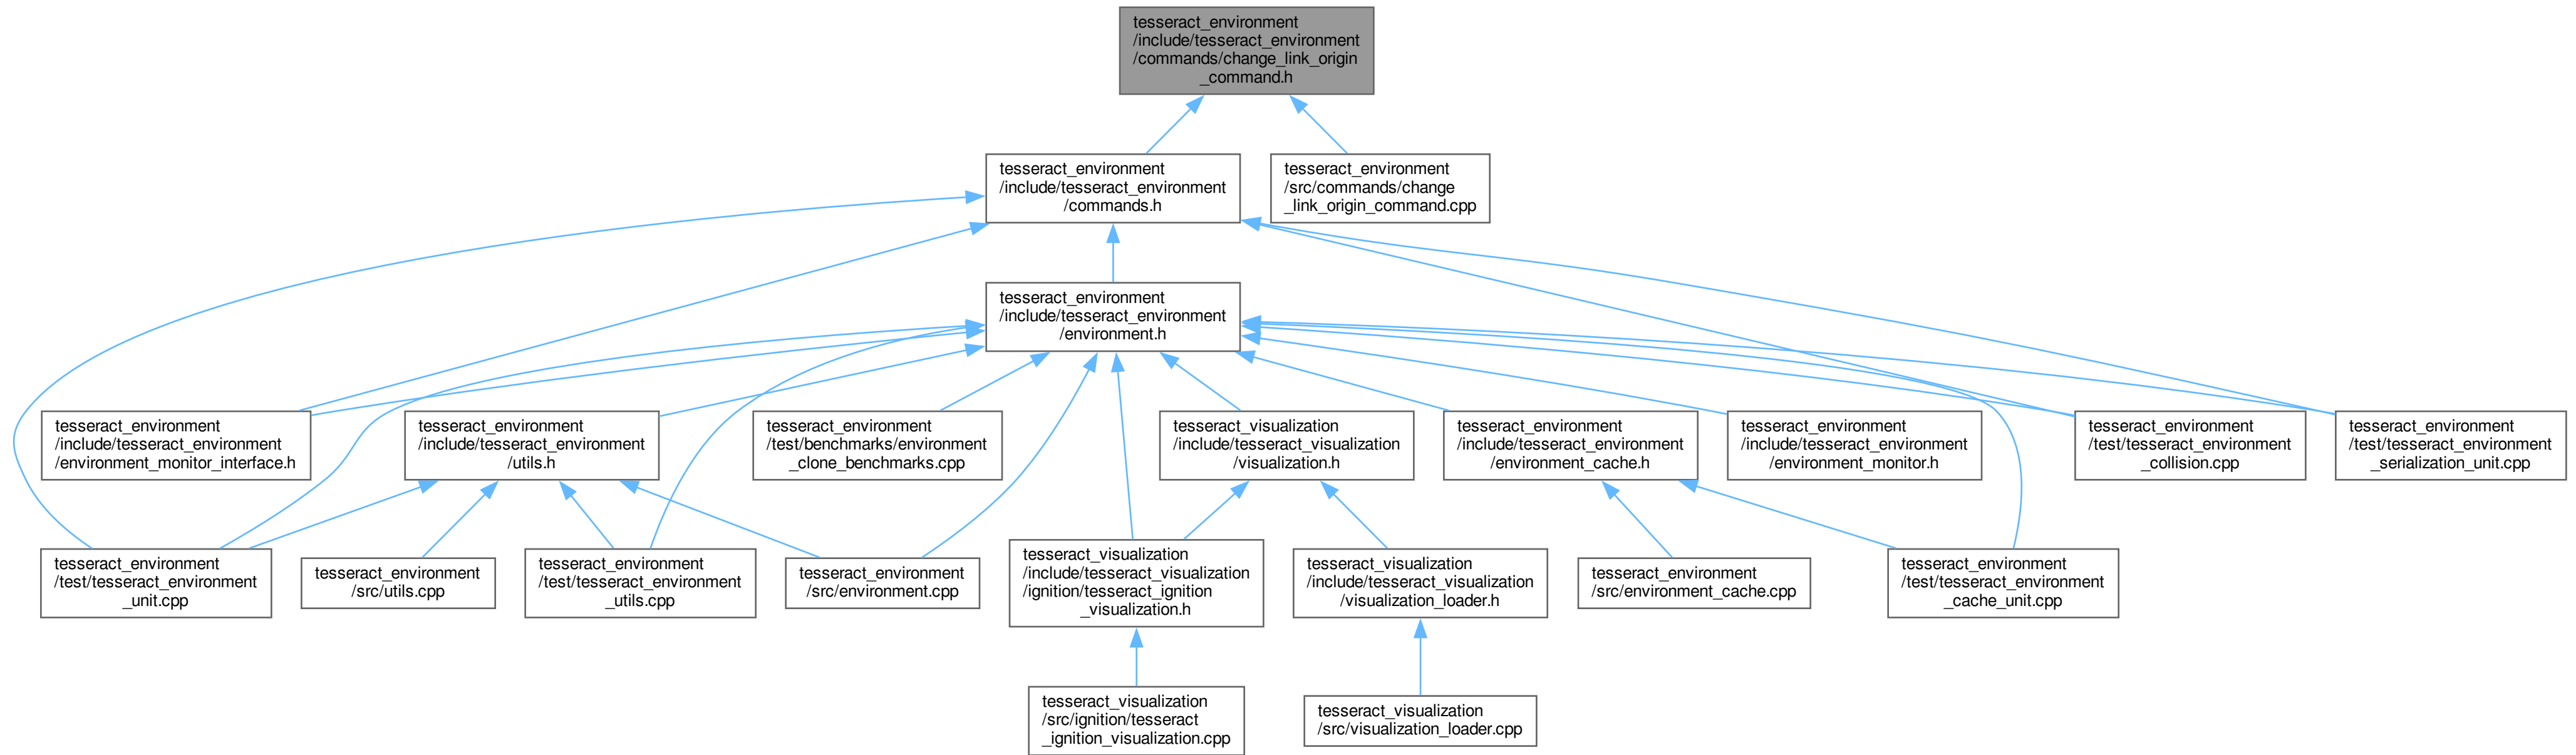 tesseract_environment
/include/tesseract_environment
/commands/change_link_origin
_command.h
tesseract_environment
/include/tesseract_environment
/commands.h
tesseract_environment
/src/commands/change
_link_origin_command.cpp
tesseract_environment
/include/tesseract_environment
/environment.h
tesseract_environment
/include/tesseract_environment
/environment_monitor_interface.h
tesseract_environment
/include/tesseract_environment
/utils.h
tesseract_environment
/test/benchmarks/environment
_clone_benchmarks.cpp
tesseract_visualization
/include/tesseract_visualization
/visualization.h
tesseract_environment
/include/tesseract_environment
/environment_cache.h
tesseract_environment
/include/tesseract_environment
/environment_monitor.h
tesseract_environment
/test/tesseract_environment
_collision.cpp
tesseract_environment
/test/tesseract_environment
_serialization_unit.cpp
tesseract_environment
/test/tesseract_environment
_unit.cpp
tesseract_environment
/src/utils.cpp
tesseract_environment
/test/tesseract_environment
_utils.cpp
tesseract_environment
/src/environment.cpp
tesseract_visualization
/include/tesseract_visualization
/ignition/tesseract_ignition
_visualization.h
tesseract_visualization
/include/tesseract_visualization
/visualization_loader.h
tesseract_environment
/src/environment_cache.cpp
tesseract_environment
/test/tesseract_environment
_cache_unit.cpp
tesseract_visualization
/src/ignition/tesseract
_ignition_visualization.cpp
tesseract_visualization
/src/visualization_loader.cpp